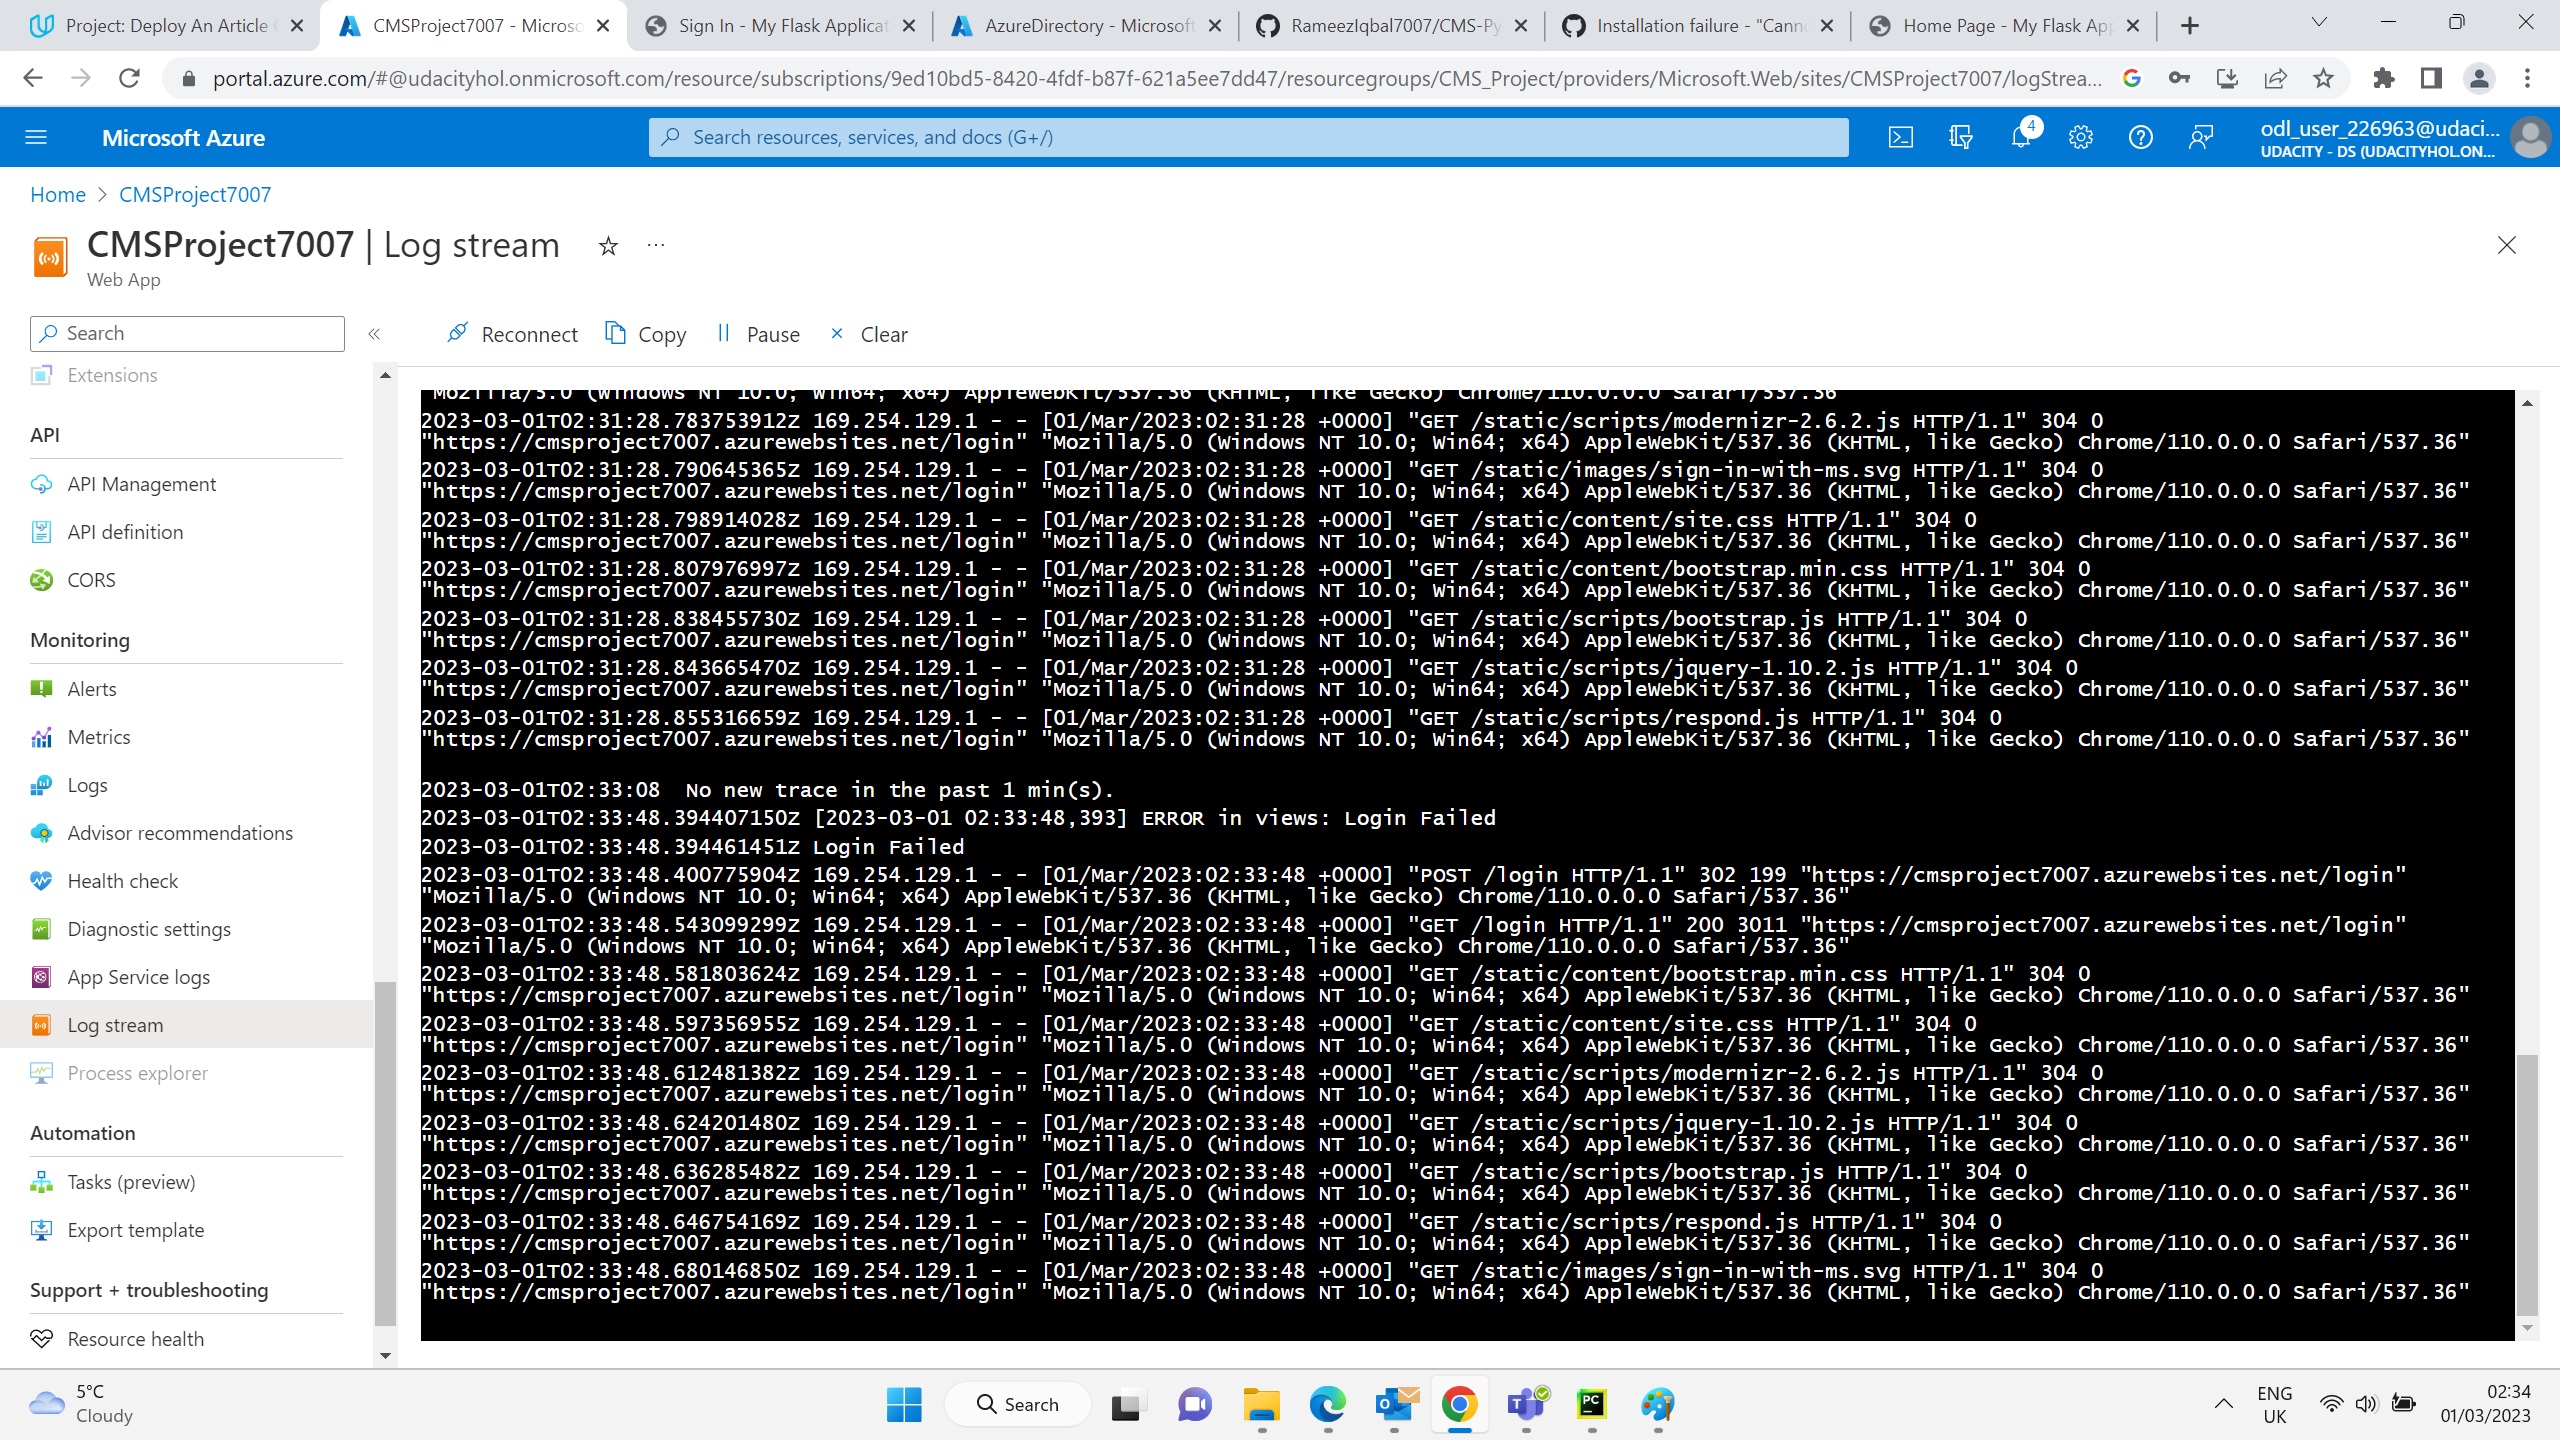 Project: Deploy An Article
CMSProject7007 - Microso
Sign In - My Flask Applicat
AzureDirectory - Microsoft
RameezIqbal7007/CMS-Py
Installation failure - "Cann
Home Page - My Flask App
portal.azure.com/#@udacityhol.onmicrosoft.com/resource/subscriptions/9ed10bd5-8420-4fdf-b87f-621a5ee7dd47/resourcegroups/CMS_Project/providers/Microsoft.Web/sites/CMSProject7007/logStrea...
Microsoft Azure
Search resources, services, and docs (G+/)
4
odl_user_226963@udaci...
UDACITY - DS (UDACITYHOL.ON...
Home > CMSProject7007
CMSProject7007 | Log stream
Web App
Search
Reconnect
Copy
Pause
Clear
Extensions
API
API Management
API definition
CORS
Monitoring
Alerts
Metrics
Logs
Advisor recommendations
Health check
Diagnostic settings
App Service logs
Log stream
Process explorer
Automation
Tasks (preview)
Export template
Support + troubleshooting
Resource health
"Mozilla/5.0 (Windows NT 10.0; Win64; x64) AppleWebKit/537.36 (KHTML, like Gecko) Chrome/110.0.0.0 Safari/537.36"
2023-03-01T02:31:28.783753912Z 169.254.129.1 - - [01/Mar/2023:02:31:28 +0000] "GET /static/scripts/modernizr-2.6.2.js HTTP/1.1" 304 0
"https://cmsproject7007.azurewebsites.net/login" "Mozilla/5.0 (Windows NT 10.0; Win64; x64) AppleWebKit/537.36 (KHTML, like Gecko) Chrome/110.0.0.0 Safari/537.36"
2023-03-01T02:31:28.790645365Z 169.254.129.1 - - [01/Mar/2023:02:31:28 +0000] "GET /static/images/sign-in-with-ms.svg HTTP/1.1" 304 0
"https://cmsproject7007.azurewebsites.net/login" "Mozilla/5.0 (Windows NT 10.0; Win64; x64) AppleWebKit/537.36 (KHTML, like Gecko) Chrome/110.0.0.0 Safari/537.36"
2023-03-01T02:31:28.798914028Z 169.254.129.1 - - [01/Mar/2023:02:31:28 +0000] "GET /static/content/site.css HTTP/1.1" 304 0
"https://cmsproject7007.azurewebsites.net/login" "Mozilla/5.0 (Windows NT 10.0; Win64; x64) AppleWebKit/537.36 (KHTML, like Gecko) Chrome/110.0.0.0 Safari/537.36"
2023-03-01T02:31:28.807976997Z 169.254.129.1 - - [01/Mar/2023:02:31:28 +0000] "GET /static/content/bootstrap.min.css HTTP/1.1" 304 0
"https://cmsproject7007.azurewebsites.net/login" "Mozilla/5.0 (Windows NT 10.0; Win64; x64) AppleWebKit/537.36 (KHTML, like Gecko) Chrome/110.0.0.0 Safari/537.36"
2023-03-01T02:31:28.838455730Z 169.254.129.1 - - [01/Mar/2023:02:31:28 +0000] "GET /static/scripts/bootstrap.js HTTP/1.1" 304 0
"https://cmsproject7007.azurewebsites.net/login" "Mozilla/5.0 (Windows NT 10.0; Win64; x64) AppleWebKit/537.36 (KHTML, like Gecko) Chrome/110.0.0.0 Safari/537.36"
2023-03-01T02:31:28.843665470Z 169.254.129.1 - - [01/Mar/2023:02:31:28 +0000] "GET /static/scripts/jquery-1.10.2.js HTTP/1.1" 304 0
"https://cmsproject7007.azurewebsites.net/login" "Mozilla/5.0 (Windows NT 10.0; Win64; x64) AppleWebKit/537.36 (KHTML, like Gecko) Chrome/110.0.0.0 Safari/537.36"
2023-03-01T02:31:28.855316659Z 169.254.129.1 - - [01/Mar/2023:02:31:28 +0000] "GET /static/scripts/respond.js HTTP/1.1" 304 0
"https://cmsproject7007.azurewebsites.net/login" "Mozilla/5.0 (Windows NT 10.0; Win64; x64) AppleWebKit/537.36 (KHTML, like Gecko) Chrome/110.0.0.0 Safari/537.36"
2023-03-01T02:33:08 No new trace in the past 1 min(s).
2023-03-01T02:33:48.394407150Z [2023-03-01 02:33:48,393] ERROR in views: Login Failed
2023-03-01T02:33:48.394461451Z Login Failed
2023-03-01T02:33:48.400775904Z 169.254.129.1 - - [01/Mar/2023:02:33:48 +0000] "POST /login HTTP/1.1" 302 199 "https://cmsproject7007.azurewebsites.net/login"
"Mozilla/5.0 (Windows NT 10.0; Win64; x64) AppleWebKit/537.36 (KHTML, like Gecko) Chrome/110.0.0.0 Safari/537.36"
2023-03-01T02:33:48.543099299Z 169.254.129.1 - - [01/Mar/2023:02:33:48 +0000] "GET /login HTTP/1.1" 200 3011 "https://cmsproject7007.azurewebsites.net/login"
"Mozilla/5.0 (Windows NT 10.0; Win64; x64) AppleWebKit/537.36 (KHTML, like Gecko) Chrome/110.0.0.0 Safari/537.36"
2023-03-01T02:33:48.581803624Z 169.254.129.1 - - [01/Mar/2023:02:33:48 +0000] "GET /static/content/bootstrap.min.css HTTP/1.1" 304 0
"https://cmsproject7007.azurewebsites.net/login" "Mozilla/5.0 (Windows NT 10.0; Win64; x64) AppleWebKit/537.36 (KHTML, like Gecko) Chrome/110.0.0.0 Safari/537.36"
2023-03-01T02:33:48.597356955Z 169.254.129.1 - - [01/Mar/2023:02:33:48 +0000] "GET /static/content/site.css HTTP/1.1" 304 0
"https://cmsproject7007.azurewebsites.net/login" "Mozilla/5.0 (Windows NT 10.0; Win64; x64) AppleWebKit/537.36 (KHTML, like Gecko) Chrome/110.0.0.0 Safari/537.36"
2023-03-01T02:33:48.612481382Z 169.254.129.1 - - [01/Mar/2023:02:33:48 +0000] "GET /static/scripts/modernizr-2.6.2.js HTTP/1.1" 304 0
"https://cmsproject7007.azurewebsites.net/login" "Mozilla/5.0 (Windows NT 10.0; Win64; x64) AppleWebKit/537.36 (KHTML, like Gecko) Chrome/110.0.0.0 Safari/537.36"
2023-03-01T02:33:48.624201480Z 169.254.129.1 - - [01/Mar/2023:02:33:48 +0000] "GET /static/scripts/jquery-1.10.2.js HTTP/1.1" 304 0
"https://cmsproject7007.azurewebsites.net/login" "Mozilla/5.0 (Windows NT 10.0; Win64; x64) AppleWebKit/537.36 (KHTML, like Gecko) Chrome/110.0.0.0 Safari/537.36"
2023-03-01T02:33:48.636285482Z 169.254.129.1 - - [01/Mar/2023:02:33:48 +0000] "GET /static/scripts/bootstrap.js HTTP/1.1" 304 0
"https://cmsproject7007.azurewebsites.net/login" "Mozilla/5.0 (Windows NT 10.0; Win64; x64) AppleWebKit/537.36 (KHTML, like Gecko) Chrome/110.0.0.0 Safari/537.36"
2023-03-01T02:33:48.646754169Z 169.254.129.1 - - [01/Mar/2023:02:33:48 +0000] "GET /static/scripts/respond.js HTTP/1.1" 304 0
"https://cmsproject7007.azurewebsites.net/login" "Mozilla/5.0 (Windows NT 10.0; Win64; x64) AppleWebKit/537.36 (KHTML, like Gecko) Chrome/110.0.0.0 Safari/537.36"
2023-03-01T02:33:48.680146850Z 169.254.129.1 - - [01/Mar/2023:02:33:48 +0000] "GET /static/images/sign-in-with-ms.svg HTTP/1.1" 304 0
"https://cmsproject7007.azurewebsites.net/login" "Mozilla/5.0 (Windows NT 10.0; Win64; x64) AppleWebKit/537.36 (KHTML, like Gecko) Chrome/110.0.0.0 Safari/537.36"
5°C
Cloudy
Search
ENG
UK
02:34
01/03/2023